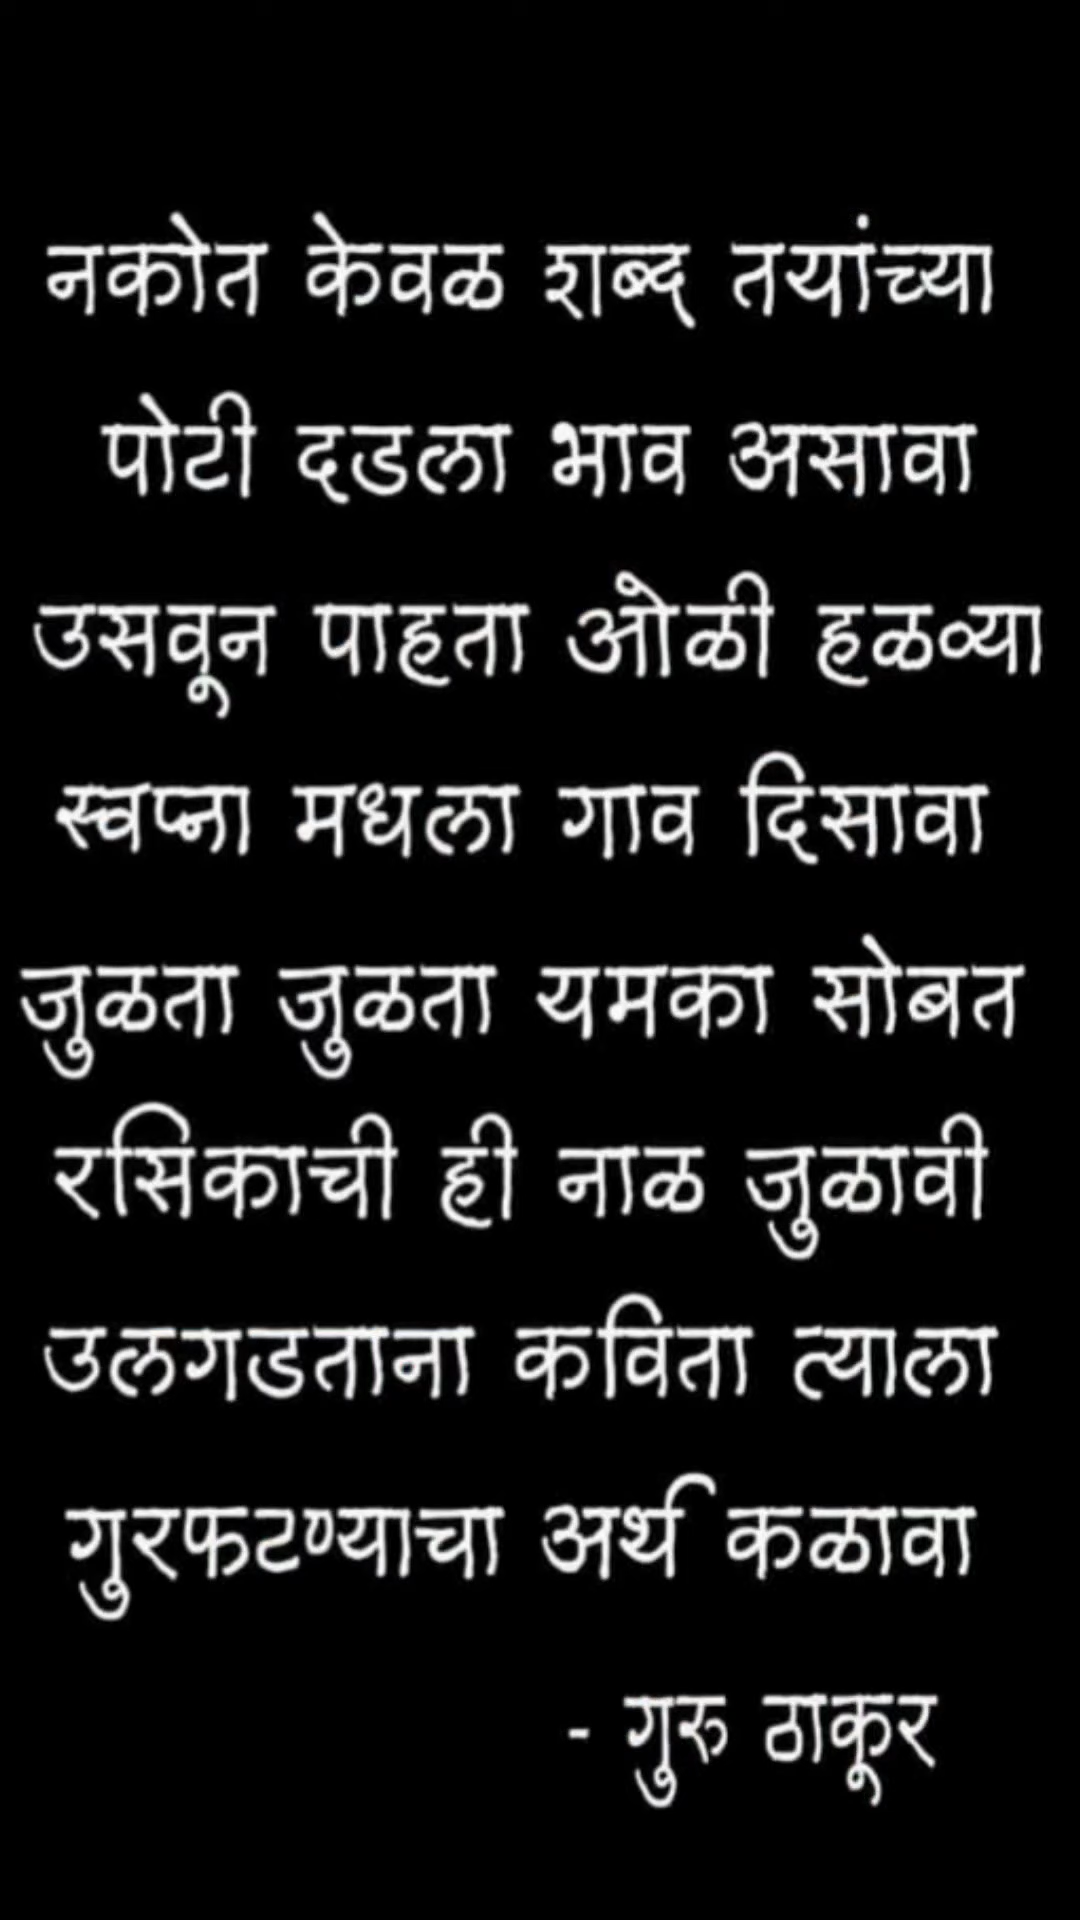 नकोत केवळ शब्द तयांच्या
पोटी दडला भाव असावा
उसवून पाहता ओळी हळव्या
स्वप्ना मधला गाव दिसावा
जुळता जुळता यमका सोबत
रसिकाची ही नाळ जुळावी
उलगडताना कविता त्याला
गुरफटण्याचा अर्थ कळावा
- गुरु ठाकूर